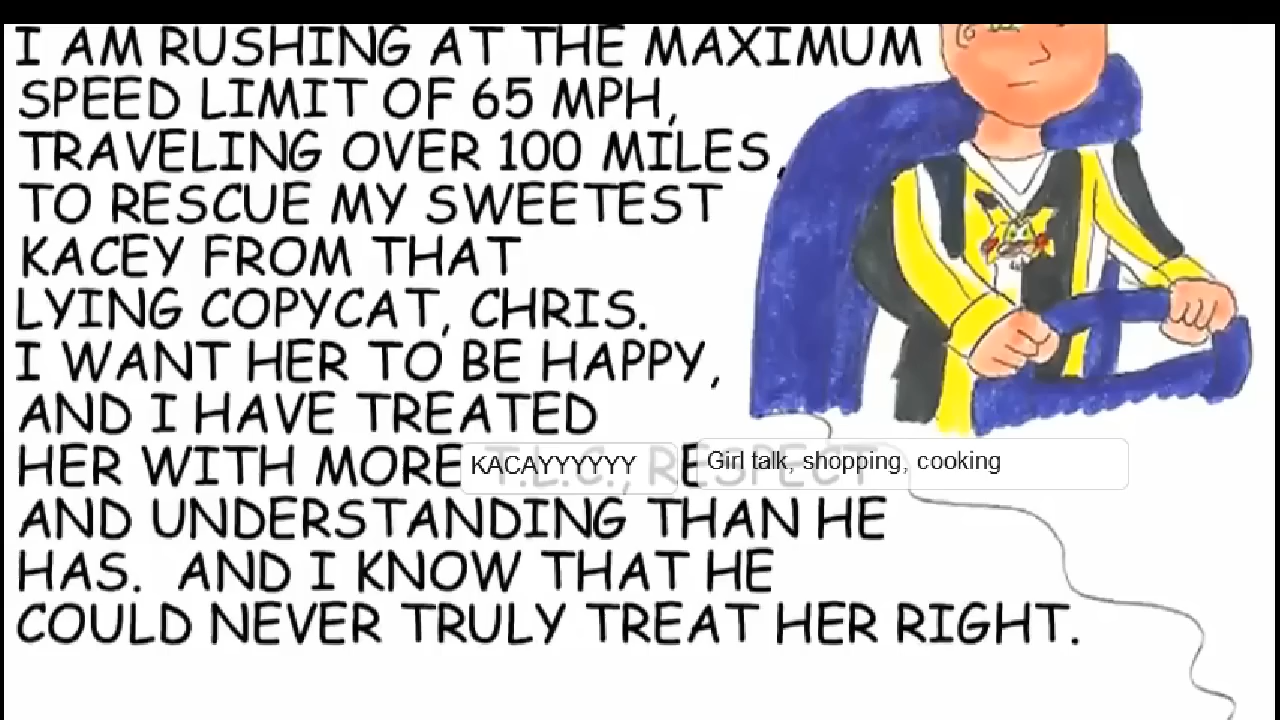 I AM RUSHING AT THE MAXIMUM
SPEED LIMIT OF 65 MPH,
TRAVELING OVER 100 MILES,
TO RESCUE MY SWEETEST
KACEY FROM THAT
LYING COPYCAT, CHRIS.
I WANT HER TO BE HAPPY,
AND I HAVE TREATED
HER WITH MORE T.L.C., RESPECT
KACAYYYYYY
Girl talk, shopping, cooking
AND UNDERSTANDING THAN HE
HAS. AND I KNOW THAT HE
COULD NEVER TRULY TREAT HER RIGHT.